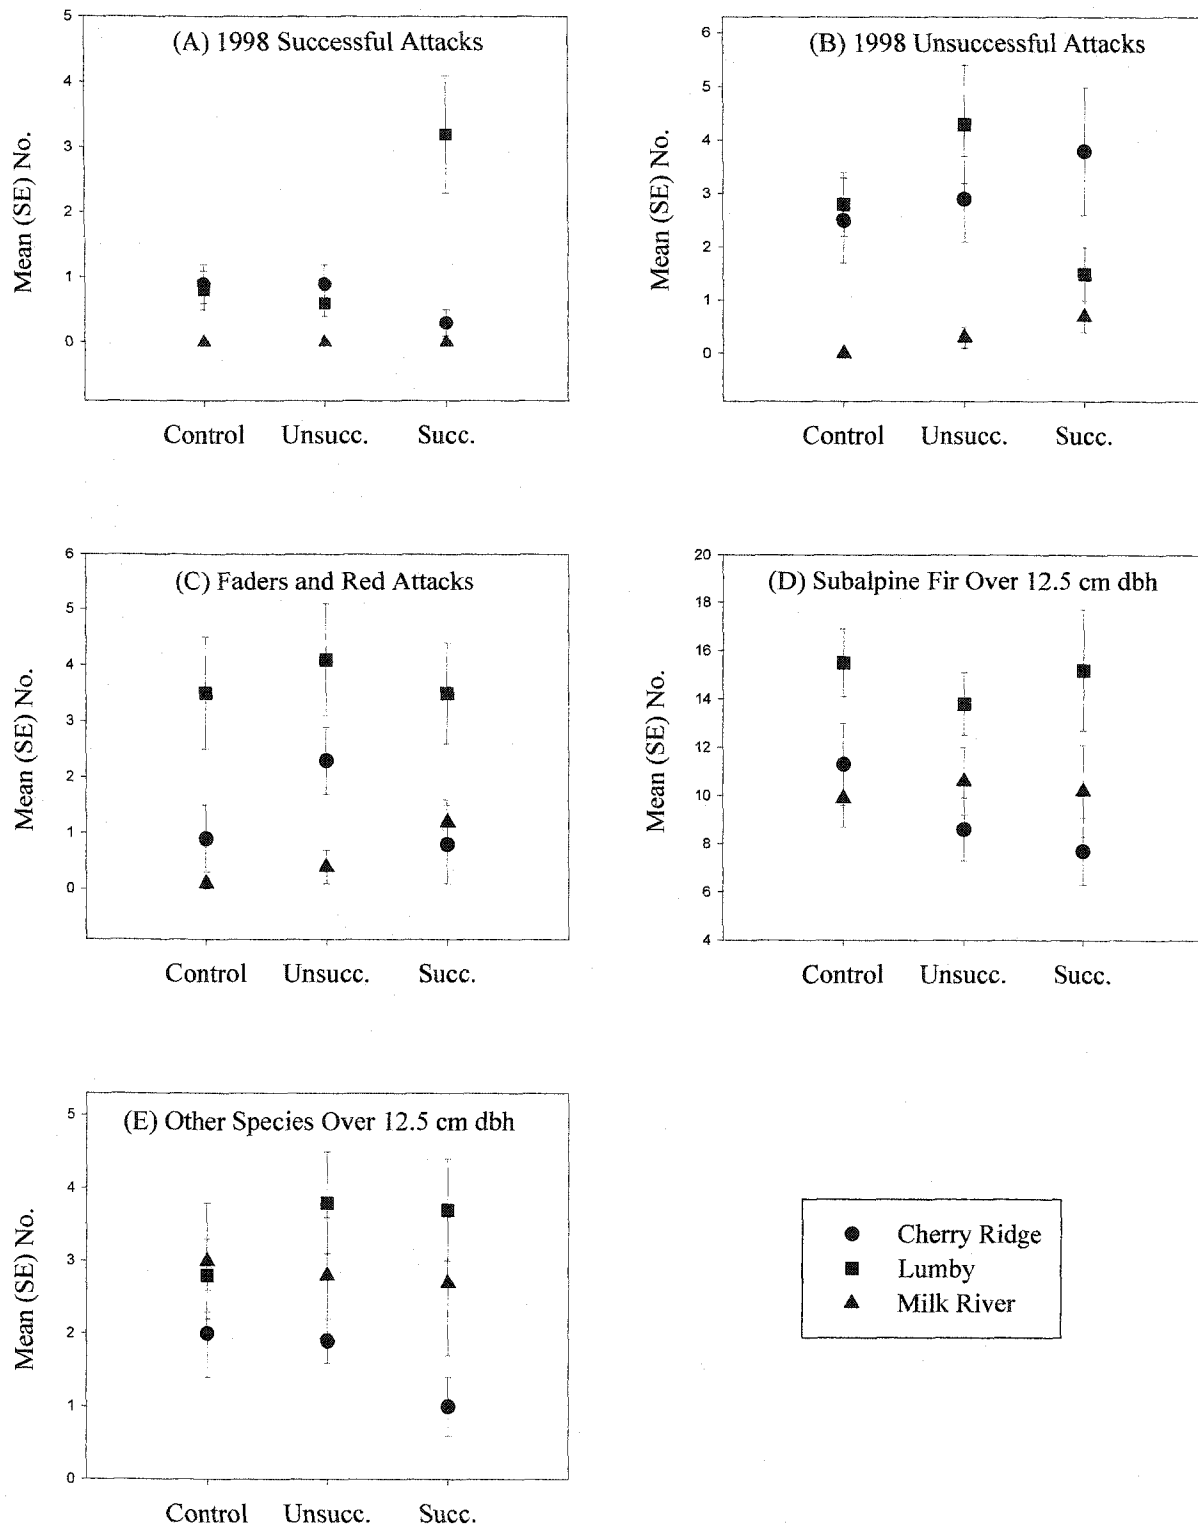 (A) 1998 Successful Attacks
Mean (SE) No.
5
4
3
2
1
0
Control Unsucc. Succ.
(B) 1998 Unsuccessful Attacks
Mean (SE) No.
6
5
4
3
2
1
0
Control Unsucc. Succ.
(C) Faders and Red Attacks
Mean (SE) No.
6
5
4
3
2
1
0
Control Unsucc. Succ.
(D) Subalpine Fir Over 12.5 cm dbh
Mean (SE) No.
20
18
16
14
12
10
8
6
4
Control Unsucc. Succ.
(E) Other Species Over 12.5 cm dbh
Mean (SE) No.
5
4
3
2
1
0
Control Unsucc. Succ.
Cherry Ridge
Lumby
Milk River